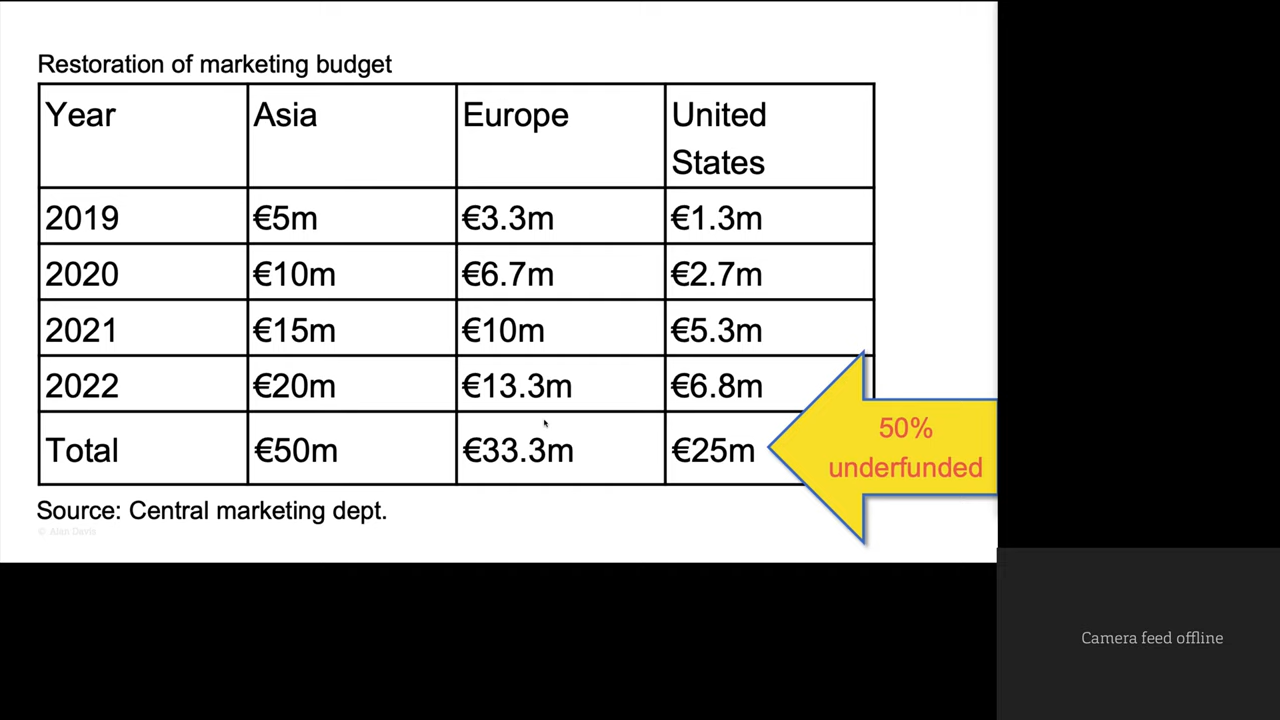 Restoration of marketing budget
Year Asia Europe United
States
2019 €5m €3.3m €1.3m
2020 €10m €6.7m €2.7m
2021 €15m €10m €5.3m
2022 €20m €13.3m €6.8m
Total €50m €33.3m €25m
50%
underfunded
Source: Central marketing dept.
© Alan Davis
Camera feed offline